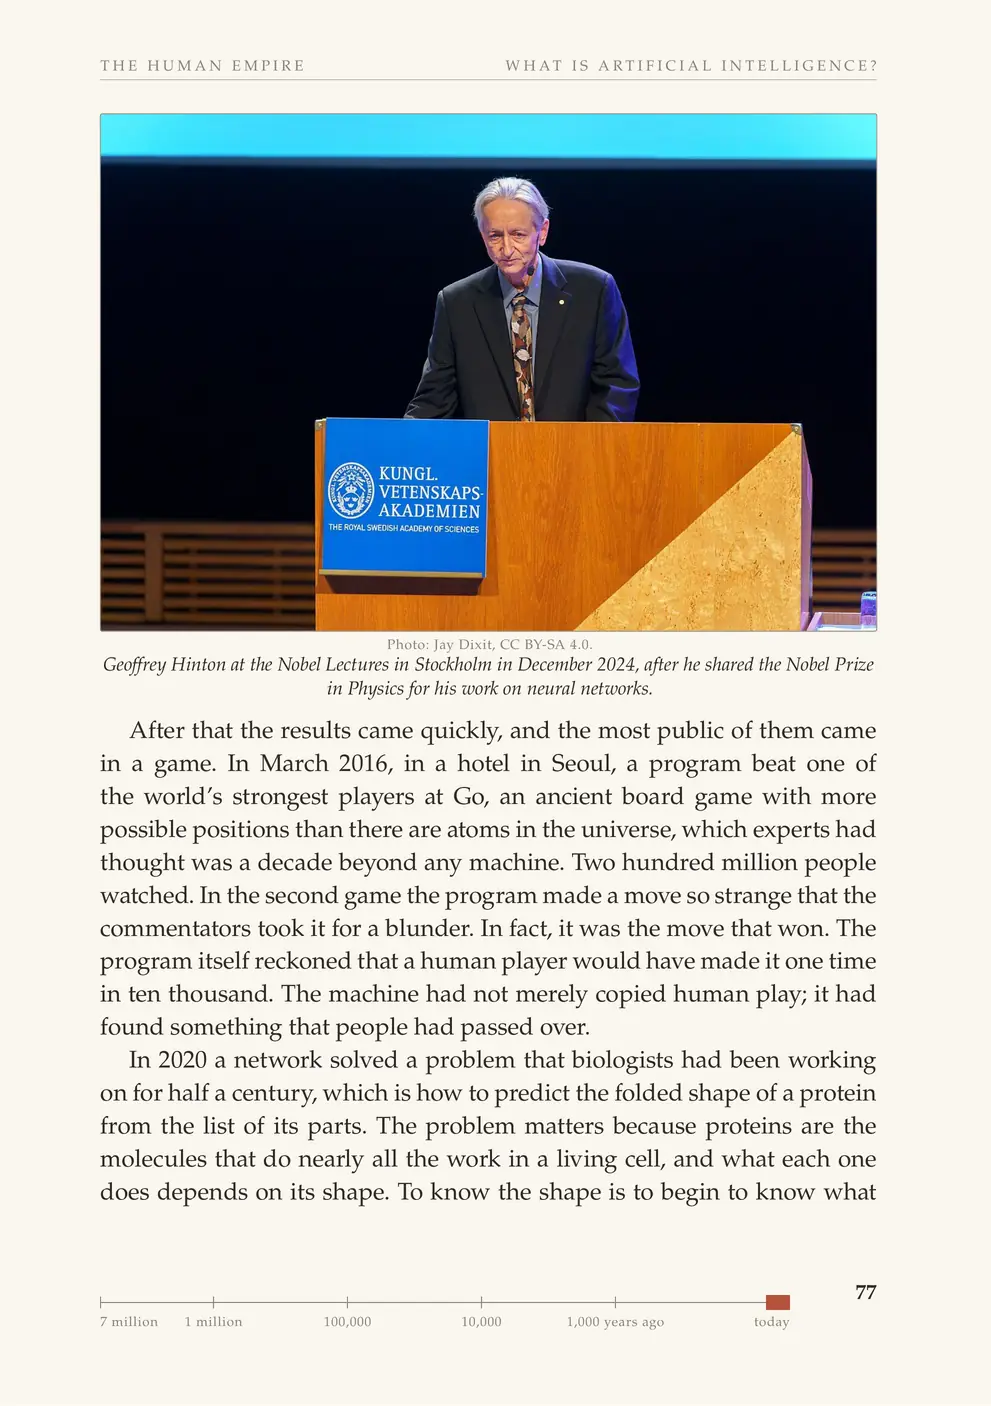 THE HUMAN EMPIRE
WHAT IS ARTIFICIAL INTELLIGENCE?
KUNGL.
VETENSKAPS-
AKADEMIEN
THE ROYAL SWEDISH ACADEMY OF SCIENCES
Photo: Jay Dixit, CC BY-SA 4.0.
Geoffrey Hinton at the Nobel Lectures in Stockholm in December 2024, after he shared the Nobel Prize
in Physics for his work on neural networks.
After that the results came quickly, and the most public of them came
in a game. In March 2016, in a hotel in Seoul, a program beat one of
the world’s strongest players at Go, an ancient board game with more
possible positions than there are atoms in the universe, which experts had
thought was a decade beyond any machine. Two hundred million people
watched. In the second game the program made a move so strange that the
commentators took it for a blunder. In fact, it was the move that won. The
program itself reckoned that a human player would have made it one time
in ten thousand. The machine had not merely copied human play; it had
found something that people had passed over.
In 2020 a network solved a problem that biologists had been working
on for half a century, which is how to predict the folded shape of a protein
from the list of its parts. The problem matters because proteins are the
molecules that do nearly all the work in a living cell, and what each one
does depends on its shape. To know the shape is to begin to know what
77
7 million
1 million
100,000
10,000
1,000 years ago
today